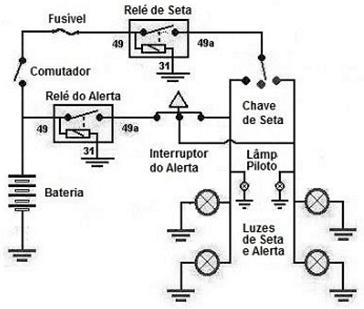 Fusivel
Relé de Seta
49
49a
31
Comutador
Relé do Alerta
49
49a
31
Chave
de Seta
Interruptor
do Alerta
Lâmp
Piloto
Bateria
Luzes
de Seta
e Alerta